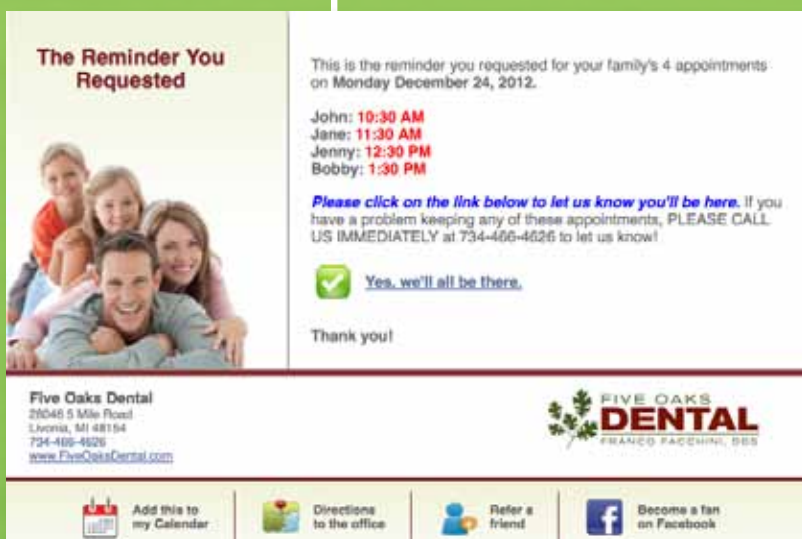 The Reminder You
Requested
This is the reminder you requested for your family's 4 appointments
on Monday December 24, 2012.
John: 10:30 AM
Jane: 11:30 AM
Jenny: 12:30 PM
Bobby: 1:30 PM
Please click on the link below to let us know you'll be here. If you
have a problem keeping any of these appointments, PLEASE CALL
US IMMEDIATELY at 734-466-4626 to let us know!
Yes, we'll all be there.
Thank you!
Five Oaks Dental
28046 5 Mile Road
Livonia, MI 48154
734-466-4626
www.FiveOaksDental.com
FIVE OAKS
DENTAL
FRANCO FACCHINI, DDS
Add this to
my Calendar
Directions
to the office
Refer a
friend
Become a fan
on Facebook